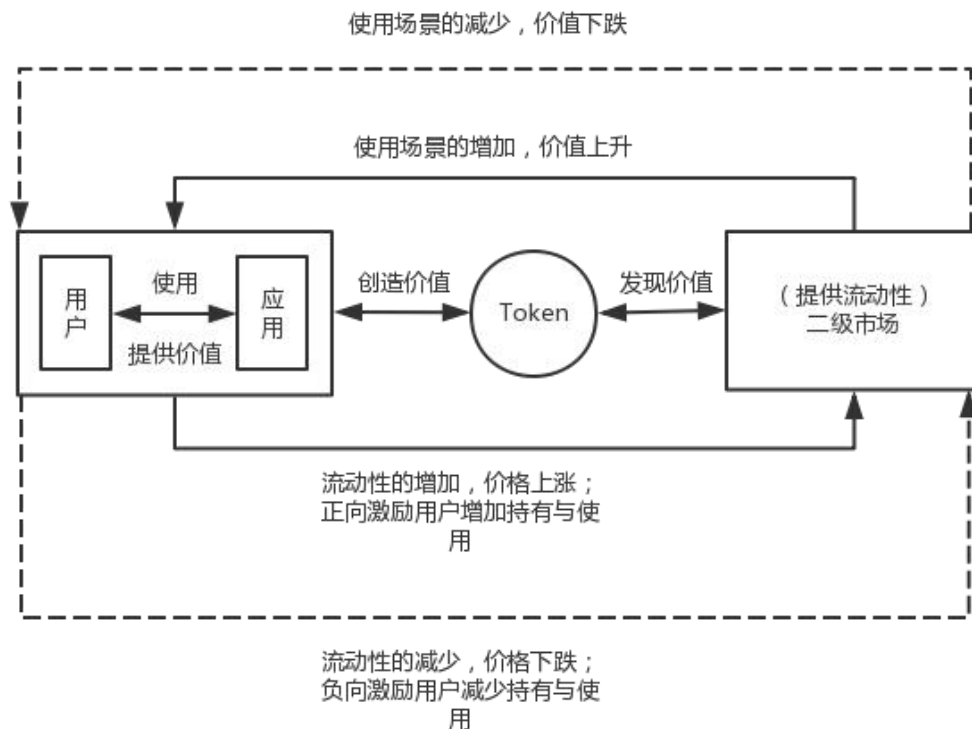 使用场景的减少，价值下跌
使用场景的增加，价值上升
用户
使用
提供价值
应用
创造价值
Token
发现价值
（提供流动性）
二级市场
流动性的增加，价格上涨；
正向激励用户增加持有与使
用
流动性的减少，价格下跌；
负向激励用户减少持有与使
用